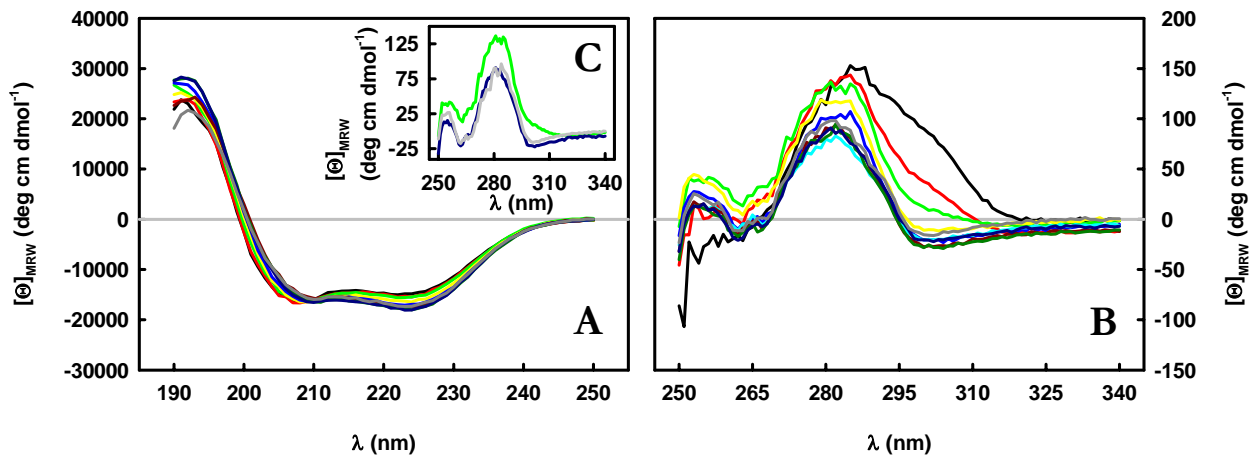 40000
30000
20000
10000
0
-10000
-20000
-30000
[Θ]MRW (deg cm dmol-1)
190 200 210 220 230 240 250
λ (nm)
A
125
75
25
-25
[Θ]MRW
(deg cm dmol-1)
250 280 310 340
λ (nm)
C
250 265 280 295 310 325 340
λ (nm)
B
200
150
100
50
0
-50
-100
-150
[Θ]MRW (deg cm dmol-1)